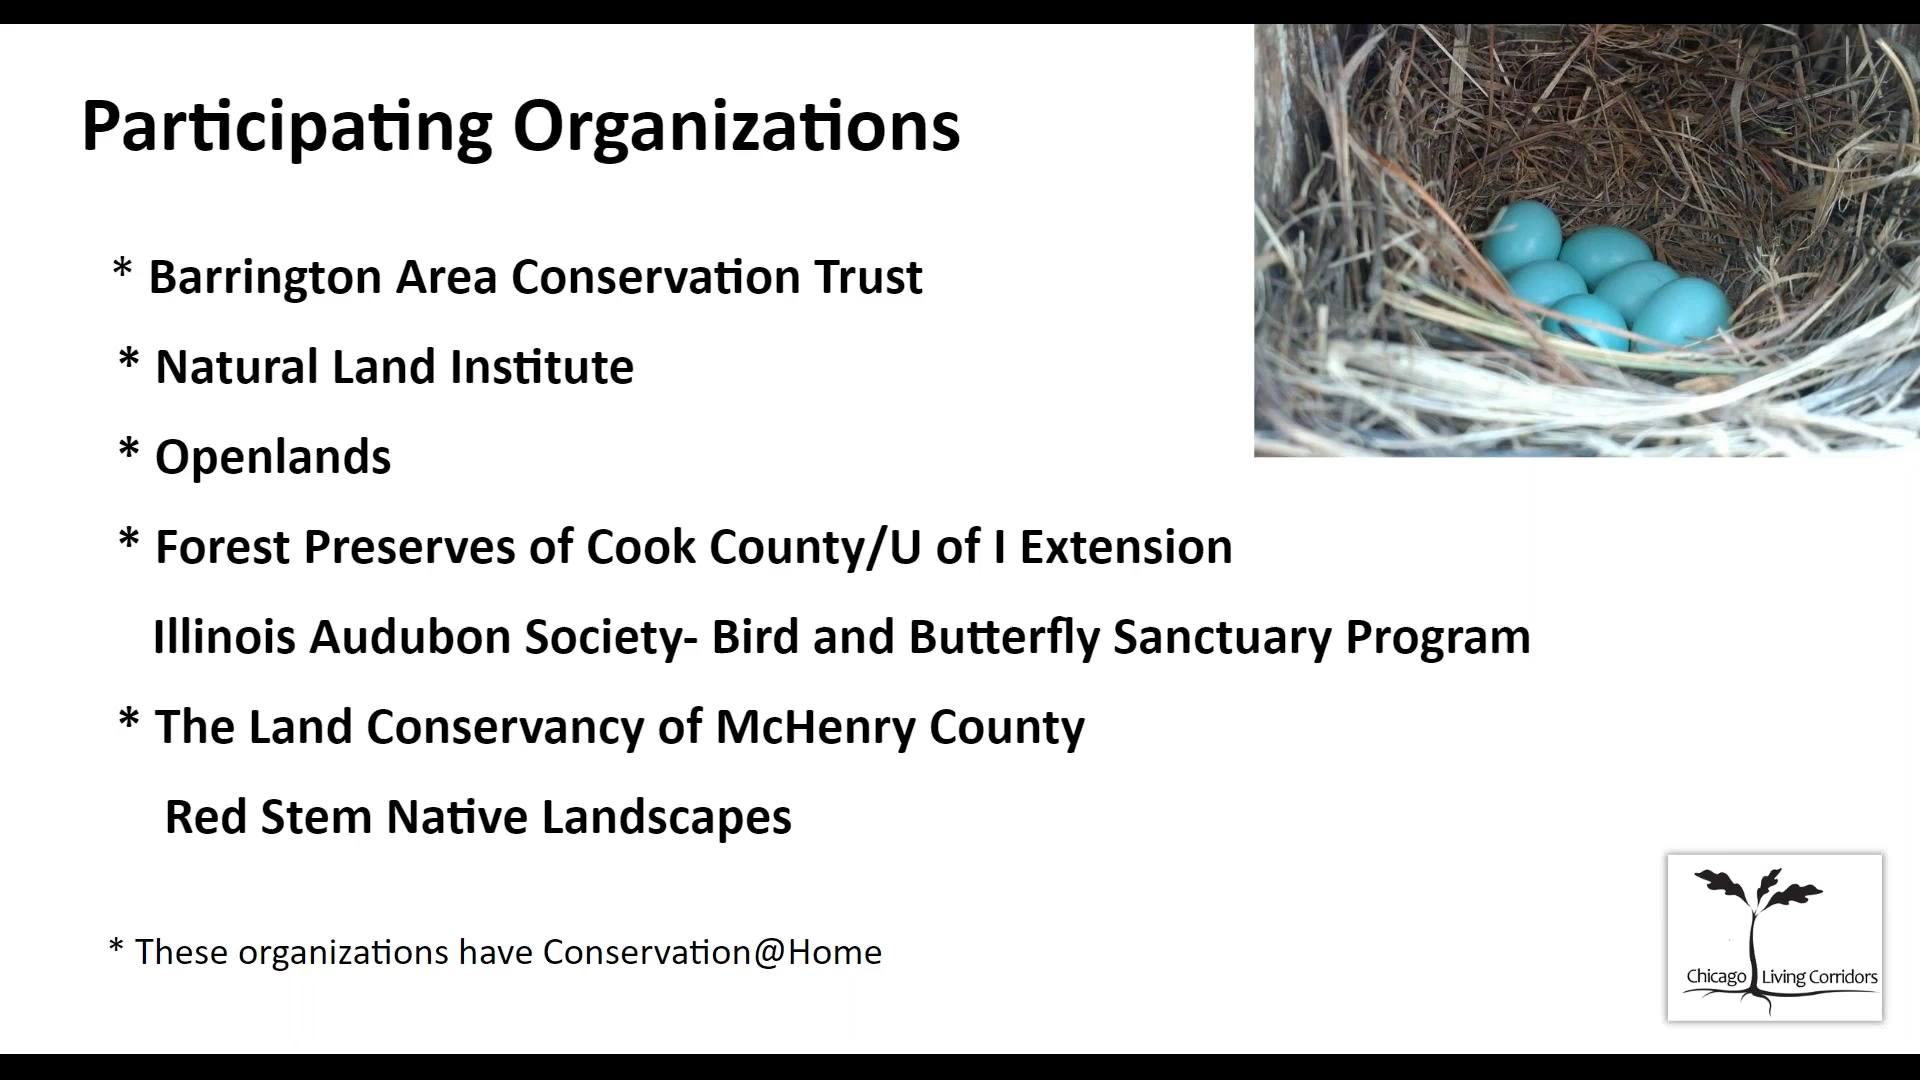 Participating Organizations
* Barrington Area Conservation Trust
* Natural Land Institute
* Openlands
* Forest Preserves of Cook County/U of I Extension
Illinois Audubon Society- Bird and Butterfly Sanctuary Program
* The Land Conservancy of McHenry County
Red Stem Native Landscapes
* These organizations have Conservation@Home
Chicago Living Corridors